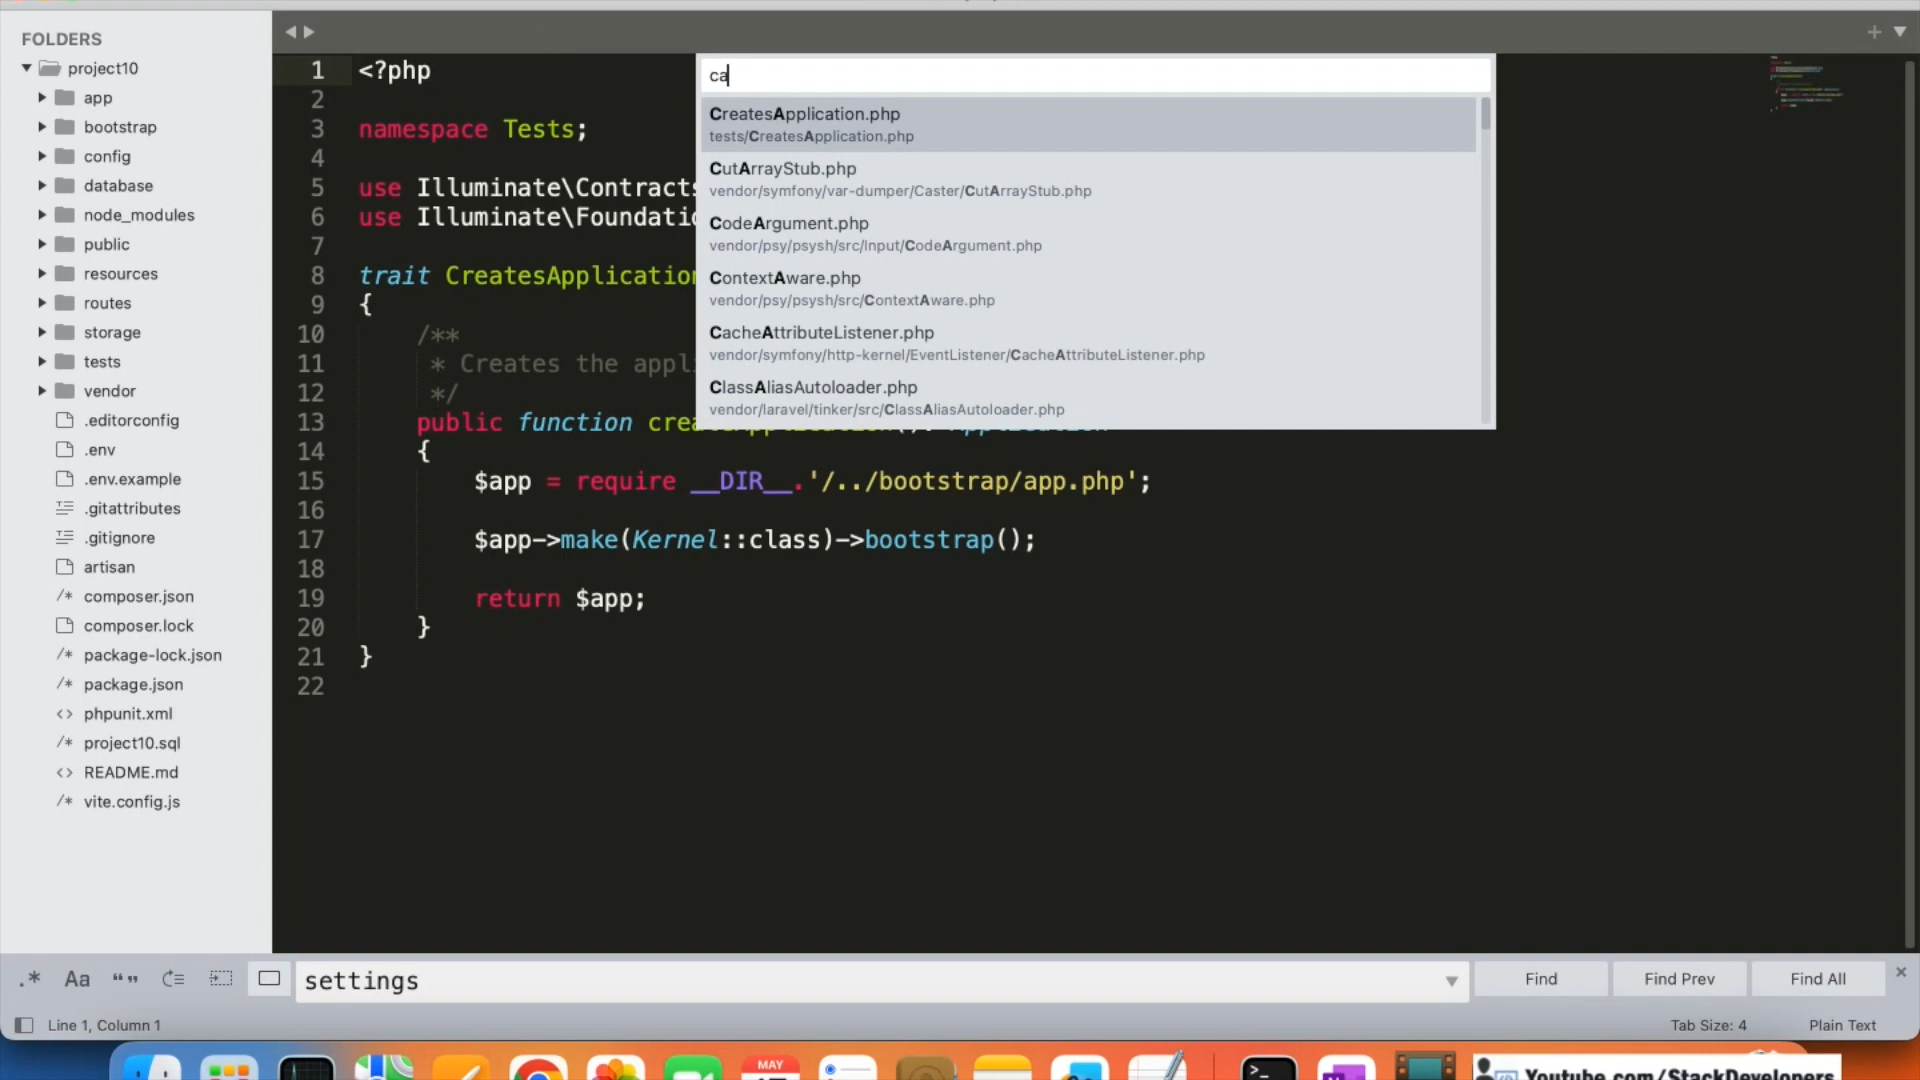 FOLDERS
project10
app
bootstrap
config
database
node_modules
public
resources
routes
storage
tests
vendor
.editorconfig
.env
.env.example
.gitattributes
.gitignore
artisan
composer.json
composer.lock
package-lock.json
package.json
phpunit.xml
project10.sql
README.md
vite.config.js
ca
CreatesApplication.php
tests/CreatesApplication.php
CutArrayStub.php
vendor/symfony/var-dumper/Caster/CutArrayStub.php
CodeArgument.php
vendor/psy/psysh/src/Input/CodeArgument.php
ContextAware.php
vendor/psy/psysh/src/ContextAware.php
CacheAttributeListener.php
vendor/symfony/http-kernel/EventListener/CacheAttributeListener.php
ClassAliasAutoloader.php
vendor/laravel/tinker/src/ClassAliasAutoloader.php
1 <?php
2
3 namespace Tests;
4
5 use Illuminate\Contracts
6 use Illuminate\Foundatio
7
8 trait CreatesApplication
9 {
10 /**
11 * Creates the appl
12 */
13 public function
14 {
15 $app = require __DIR__.'/../bootstrap/app.php';
16
17 $app->make(Kernel::class)->bootstrap();
18
19 return $app;
20 }
21 }
22
.* Aa “” settings Find Find Prev Find All
Line 1, Column 1 Tab Size: 4 Plain Text
MAY
Youtube.com/StackDevelopers